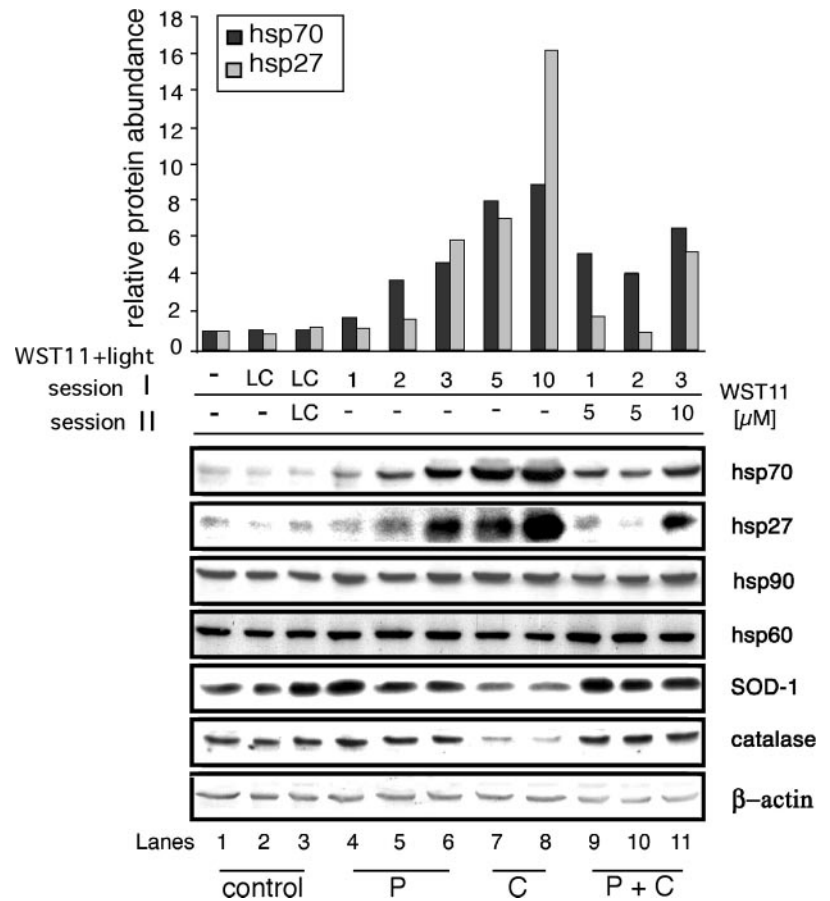 18
16
14
12
10
8
6
4
2
0
relative protein abundance
hsp70
hsp27
WST11+light
session I - LC LC 1 2 3 5 10 1 2 3
session II - - LC - - - - - 5 5 10
WST11
[μM]
hsp70
hsp27
hsp90
hsp60
SOD-1
catalase
β-actin
Lanes 1 2 3 4 5 6 7 8 9 10 11
control P C P + C